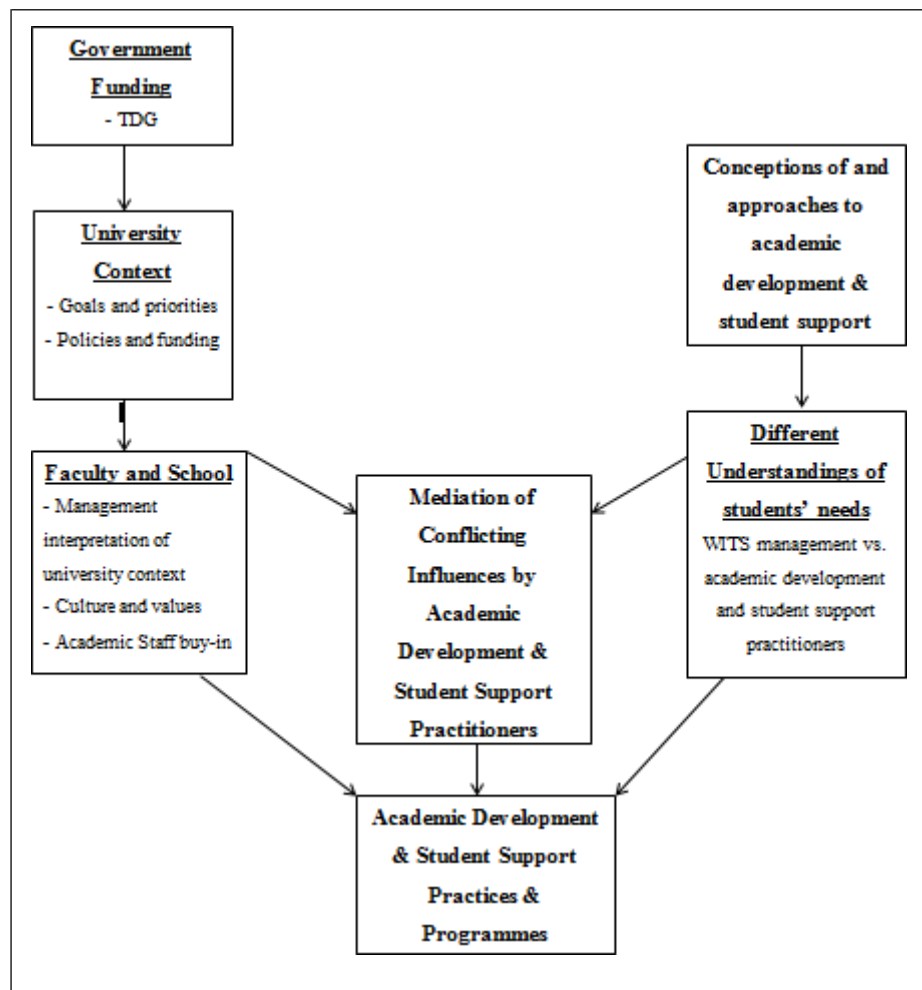 Government
Funding
- TDG
University
Context
- Goals and priorities
- Policies and funding
Faculty and School
- Management
interpretation of
university context
- Culture and values
- Academic Staff buy-in
Mediation of
Conflicting
Influences by
Academic
Development &
Student Support
Practitioners
Conceptions of and
approaches to
academic
development &
student support
Different
Understandings of
students’ needs
WITS management vs.
academic development
and student support
practitioners
Academic Development
& Student Support
Practices &
Programmes